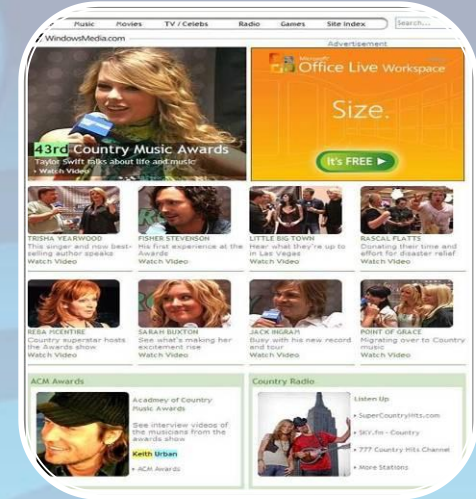 Music Movies TV / Celebs Radio Games Site Index Search...
WindowsMedia.com
Advertisement
43rd Country Music Awards
Taylor Swift talks about life and music
Watch Video
Microsoft
Office Live Workspace
Size.
It's FREE
TRISHA YEARWOOD
This singer and now best-
selling author speaks
Watch Video
FISHER STEVENSON
His first experience at the
Awards
Watch Video
LITTLE BIG TOWN
Hear what they're up to
in Las Vegas
Watch Video
RASCAL FLATTS
Donating their time and
effort for disaster relief
Watch Video
REBA MCENTIRE
Country superstar hosts
the Awards show
Watch Video
SARAH BUXTON
See what's making her
excitement rise
Watch Video
JACK INGRAM
Busy with his new record
and tour
Watch Video
POINT OF GRACE
Migrating over to Country
music
Watch Video
ACM Awards
Acadmey of Country
Music Awards
See interview videos of
the musicians from the
awards show
Keith Urban
ACM Awards
Country Radio
Listen Up
SuperCountryHits.com
SKY.fm - Country
777 Country Hits Channel
More Stations